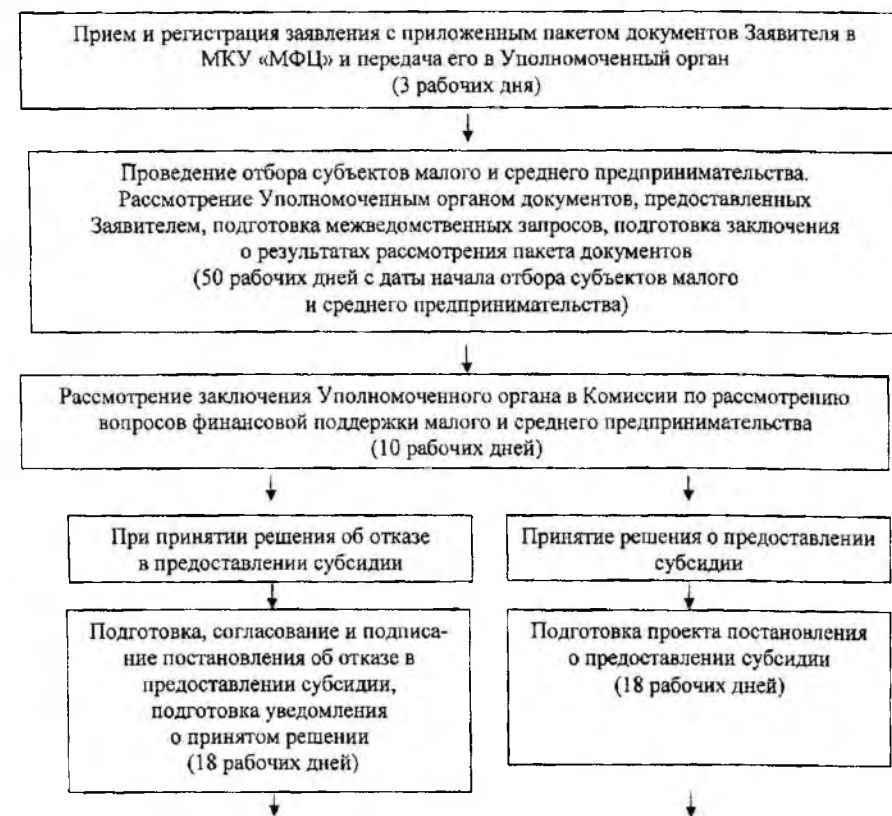 Прием и регистрация заявления с приложенным пакетом документов Заявителя в
МКУ «МФЦ» и передача его в Уполномоченный орган
(3 рабочих дня)
Проведение отбора субъектов малого и среднего предпринимательства.
Рассмотрение Уполномоченным органом документов, предоставленных
Заявителем, подготовка межведомственных запросов, подготовка заключения
о результатах рассмотрения пакета документов
(50 рабочих дней с даты начала отбора субъектов малого
и среднего предпринимательства)
Рассмотрение заключения Уполномоченного органа в Комиссии по рассмотрению
вопросов финансовой поддержки малого и среднего предпринимательства
(10 рабочих дней)
При принятии решения об отказе
в предоставлении субсидии
Принятие решения о предоставлении
субсидии
Подготовка, согласование и подписа-
ние постановления об отказе в
предоставлении субсидии,
подготовка уведомления
о принятом решении
(18 рабочих дней)
Подготовка проекта постановления
о предоставлении субсидии
(18 рабочих дней)